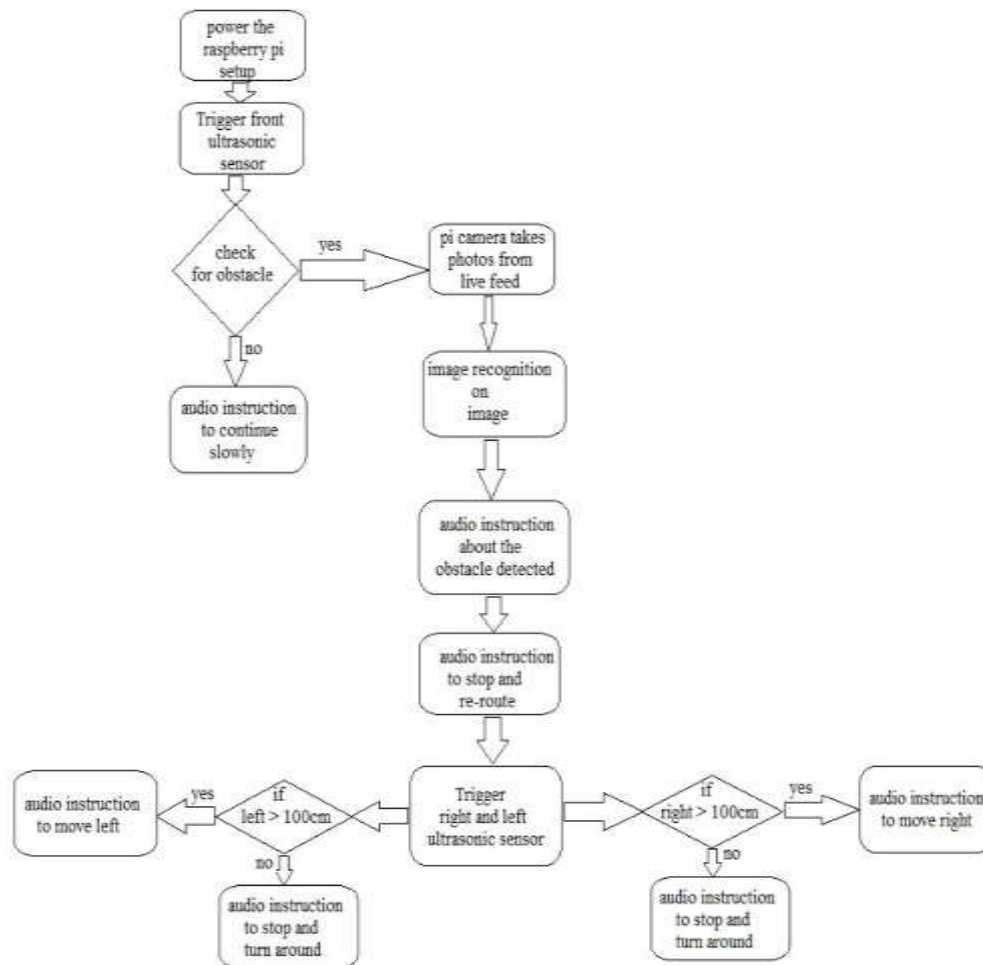 power the
raspberry pi
setup
Trigger front
ultrasonic
sensor
check
for obstacle
yes
pi camera takes
photos from
live feed
no
audio instruction
to continue
slowly
image recognition
on
image
audio instruction
about the
obstacle detected
audio instruction
to stop and
re-route
Trigger
right and left
ultrasonic sensor
if
left > 100cm
yes
audio instruction
to move left
no
audio instruction
to stop and
turn around
if
right > 100cm
yes
audio instruction
to move right
no
audio instruction
to stop and
turn around